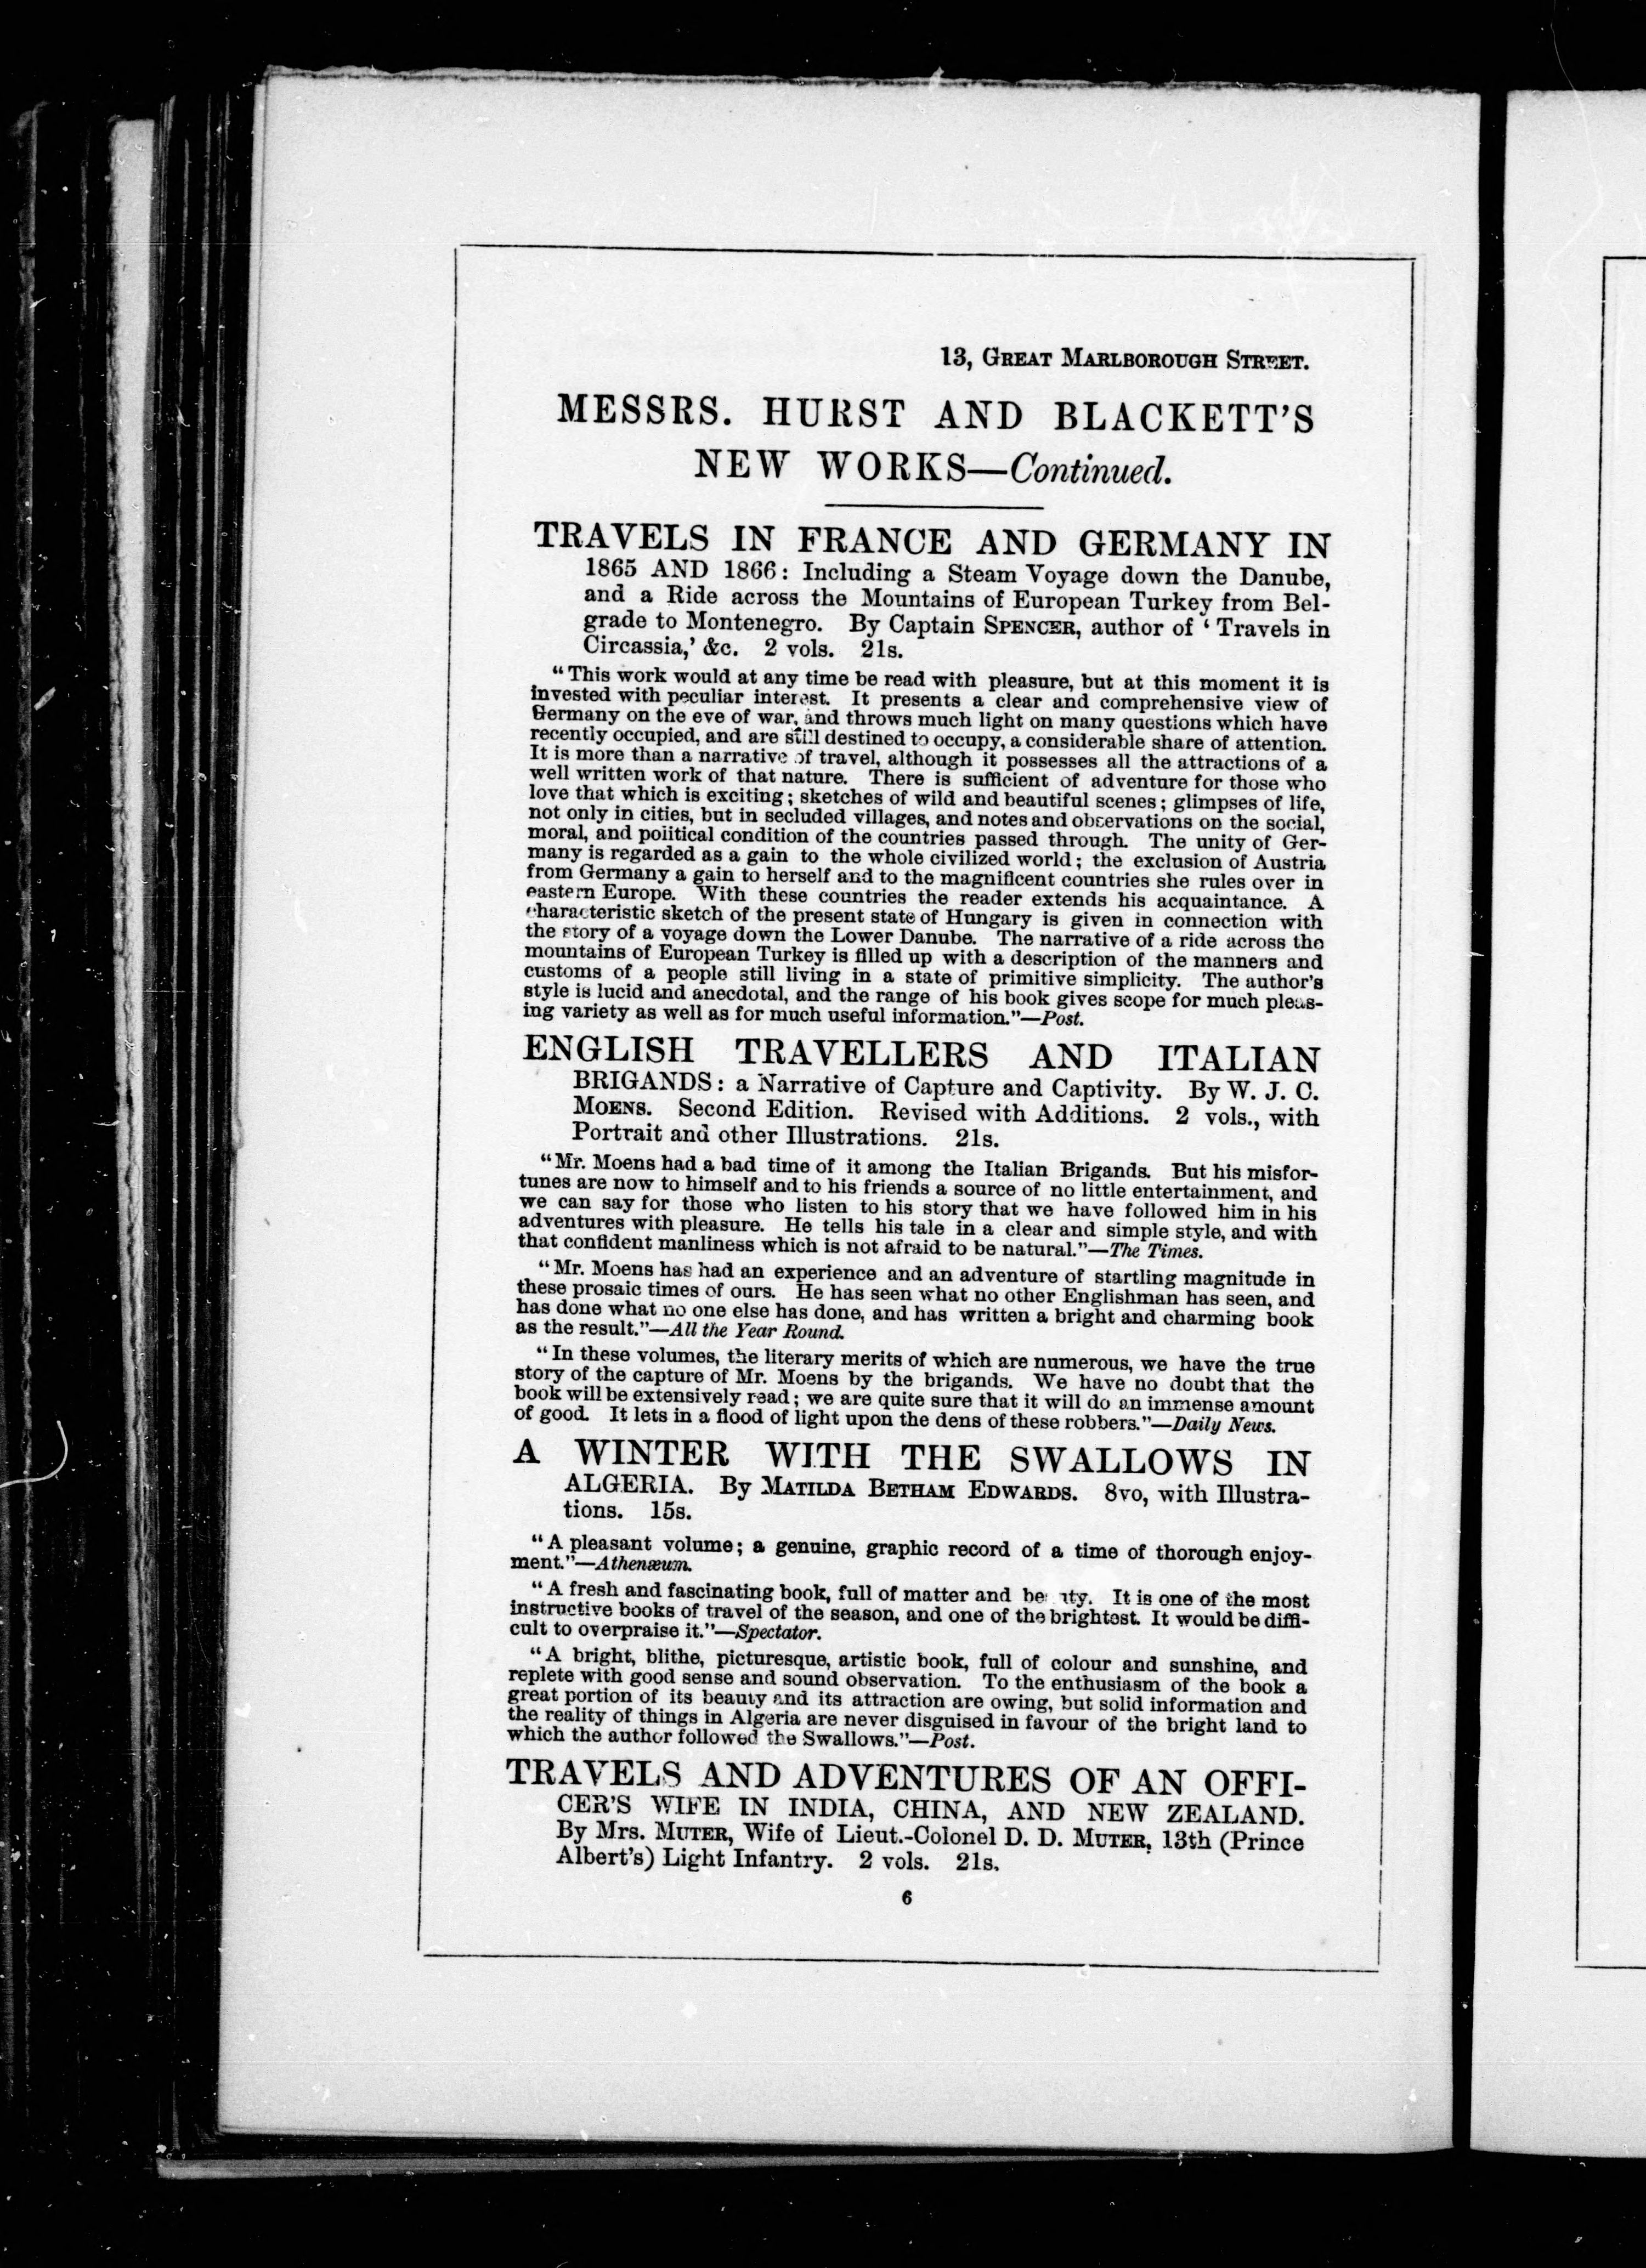 13, GREAT MARLBOROUGH STREET.
MESSRS. HURST AND BLACKETT'S
NEW WORKS—Continued.
TRAVELS IN FRANCE AND GERMANY IN
1865 AND 1866: Including a Steam Voyage down the Danube,
and a Ride across the Mountains of European Turkey from Bel-
grade to Montenegro. By Captain SPENCER, author of ‘Travels in
Circassia,’ &c. 2 vols. 21s.
“This work would at any time be read with pleasure, but at this moment it is
invested with peculiar interest. It presents a clear and comprehensive view of
Germany on the eve of war, and throws much light on many questions which have
recently occupied, and are still destined to occupy, a considerable share of attention.
It is more than a narrative of travel, although it possesses all the attractions of a
well written work of that nature. There is sufficient of adventure for those who
love that which is exciting; sketches of wild and beautiful scenes; glimpses of life,
not only in cities, but in secluded villages, and notes and observations on the social,
moral, and political condition of the countries passed through. The unity of Ger-
many is regarded as a gain to the whole civilized world; the exclusion of Austria
from Germany a gain to herself and to the magnificent countries she rules over in
eastern Europe. With these countries the reader extends his acquaintance. A
characteristic sketch of the present state of Hungary is given in connection with
the story of a voyage down the Lower Danube. The narrative of a ride across the
mountains of European Turkey is filled up with a description of the manners and
customs of a people still living in a state of primitive simplicity. The author's
style is lucid and anecdotal, and the range of his book gives scope for much pleas-
ing variety as well as for much useful information.”—Post.
ENGLISH TRAVELLERS AND ITALIAN
BRIGANDS: a Narrative of Capture and Captivity. By W. J. C.
MOENS. Second Edition. Revised with Additions. 2 vols., with
Portrait and other Illustrations. 21s.
“Mr. Moens had a bad time of it among the Italian Brigands. But his misfor-
tunes are now to himself and to his friends a source of no little entertainment, and
we can say for those who listen to his story that we have followed him in his
adventures with pleasure. He tells his tale in a clear and simple style, and with
that confident manliness which is not afraid to be natural.”—The Times.
“Mr. Moens has had an experience and an adventure of startling magnitude in
these prosaic times of ours. He has seen what no other Englishman has seen, and
has done what no one else has done, and has written a bright and charming book
as the result.”—All the Year Round.
“In these volumes, the literary merits of which are numerous, we have the true
story of the capture of Mr. Moens by the brigands. We have no doubt that the
book will be extensively read; we are quite sure that it will do an immense amount
of good. It lets in a flood of light upon the dens of these robbers.”—Daily News.
A WINTER WITH THE SWALLOWS IN
ALGERIA. By MATILDA BETHAM EDWARDS. 8vo, with Illustra-
tions. 15s.
“A pleasant volume; a genuine, graphic record of a time of thorough enjoy-
ment.”—Athenæum.
“A fresh and fascinating book, full of matter and beauty. It is one of the most
instructive books of travel of the season, and one of the brightest. It would be diffi-
cult to overpraise it.”—Spectator.
“A bright, blithe, picturesque, artistic book, full of colour and sunshine, and
replete with good sense and sound observation. To the enthusiasm of the book a
great portion of its beauty and its attraction are owing, but solid information and
the reality of things in Algeria are never disguised in favour of the bright land to
which the author followed the Swallows.”—Post.
TRAVELS AND ADVENTURES OF AN OFFI-
CER'S WIFE IN INDIA, CHINA, AND NEW ZEALAND.
By Mrs. MUTER, Wife of Lieut.-Colonel D. D. MUTER, 13th (Prince
Albert's) Light Infantry. 2 vols. 21s.
6